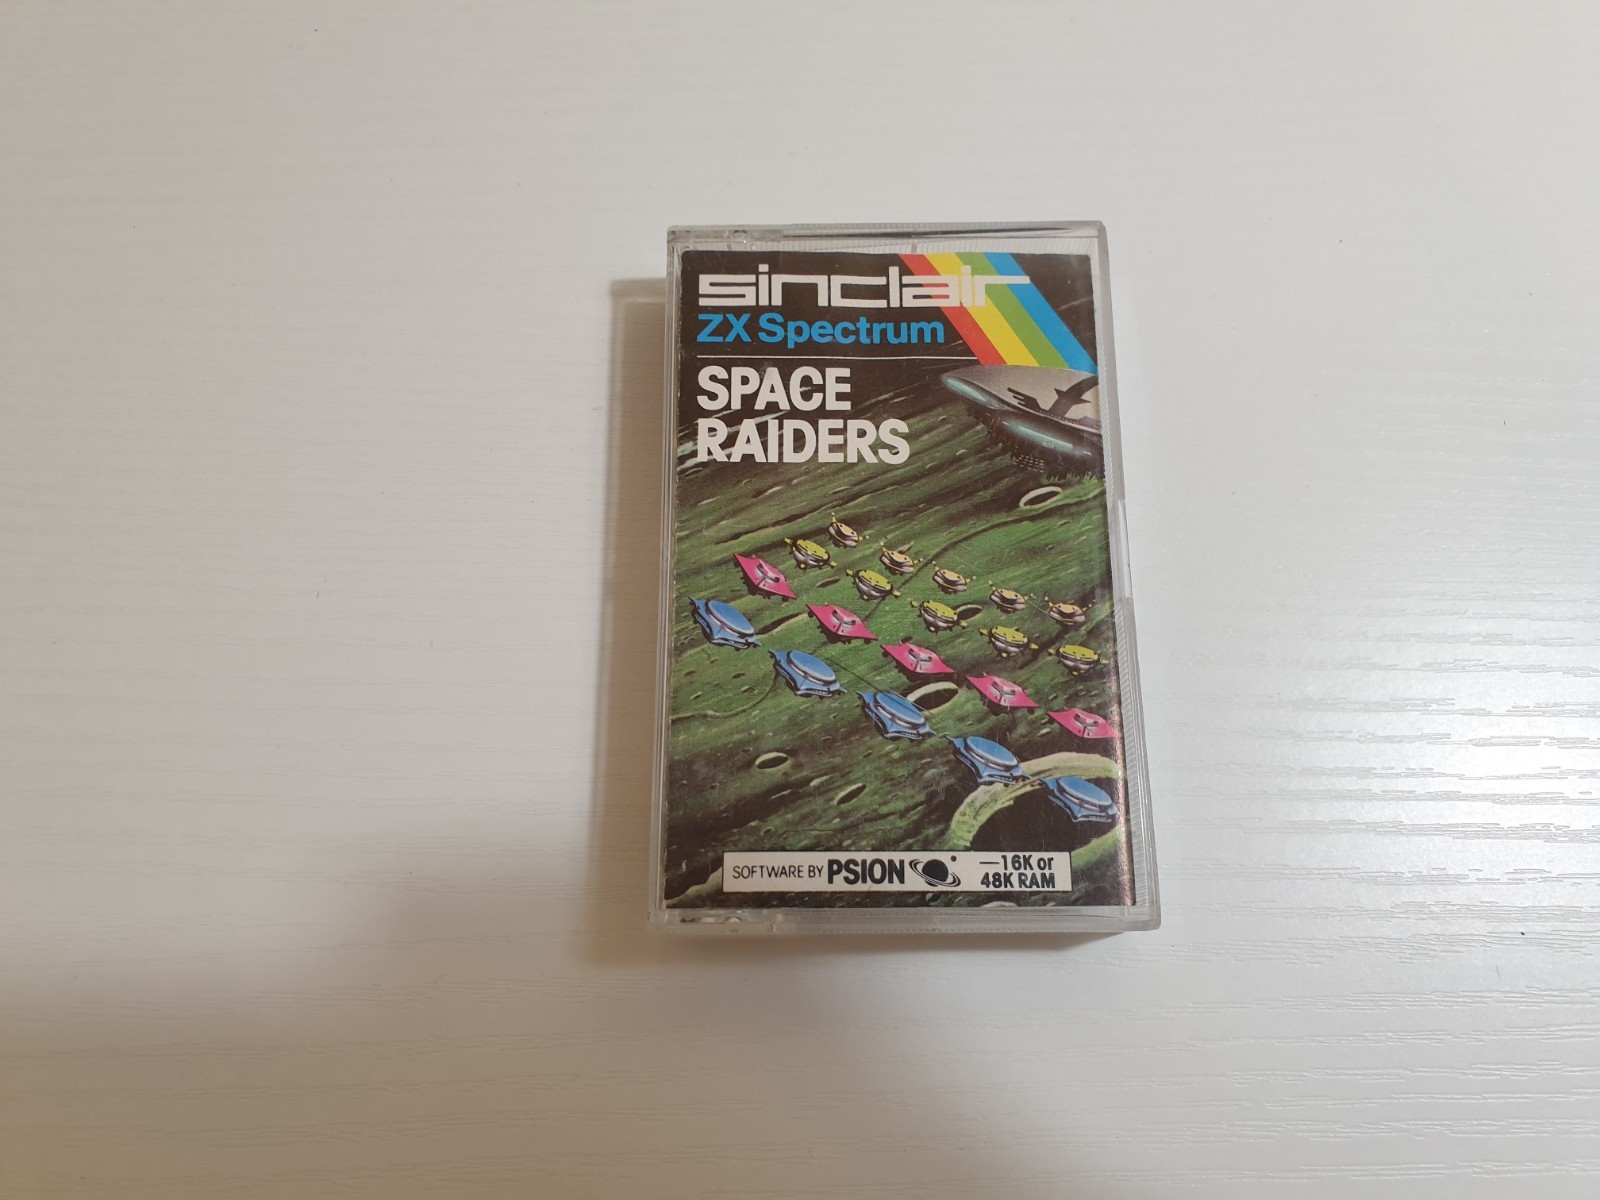 sinclair
ZX Spectrum
SPACE
RAIDERS
SOFTWARE BY PSION
—16K or
48K RAM